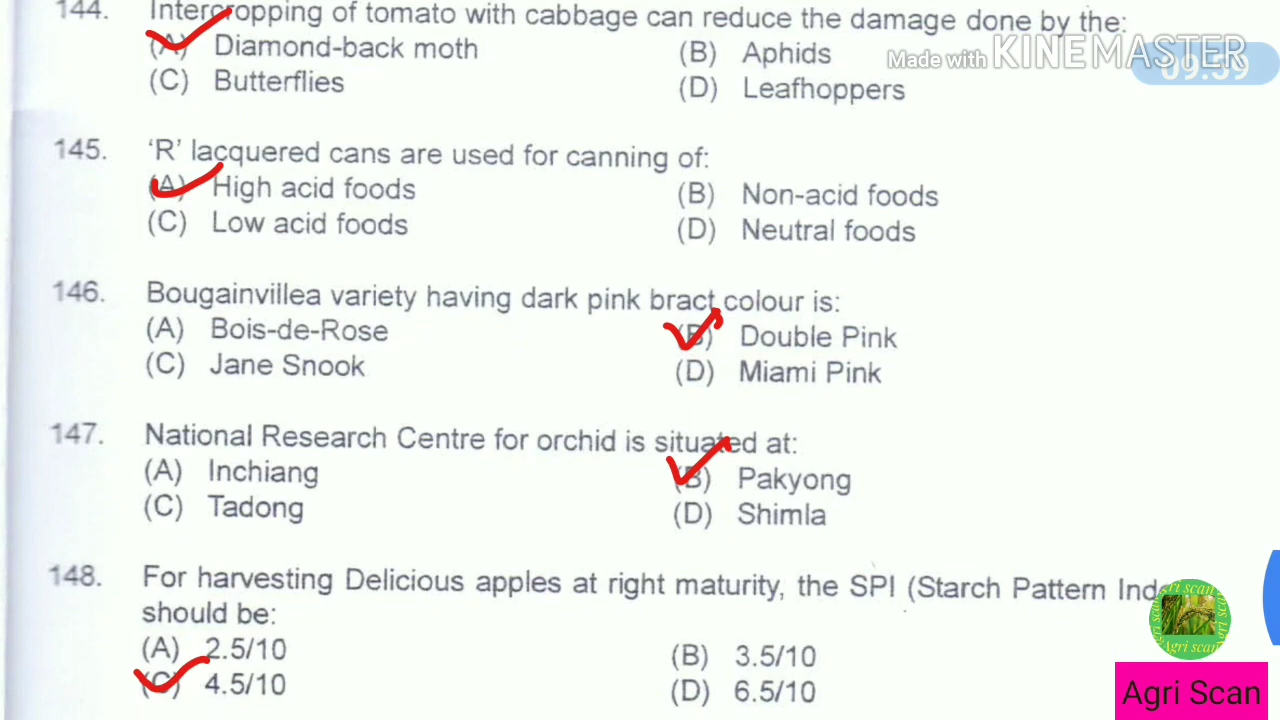 144. Intercropping of tomato with cabbage can reduce the damage done by the:
(A) Diamond-back moth (B) Aphids
(C) Butterflies (D) Leafhoppers
Made with KINEMASTER
09:59
145. 'R' lacquered cans are used for canning of:
(A) High acid foods (B) Non-acid foods
(C) Low acid foods (D) Neutral foods
146. Bougainvillea variety having dark pink bract colour is:
(A) Bois-de-Rose (B) Double Pink
(C) Jane Snook (D) Miami Pink
147. National Research Centre for orchid is situated at:
(A) Inchiang (B) Pakyong
(C) Tadong (D) Shimla
148. For harvesting Delicious apples at right maturity, the SPI (Starch Pattern Inde
should be:
(A) 2.5/10 (B) 3.5/10
(C) 4.5/10 (D) 6.5/10
Agri scan
Agri Scan